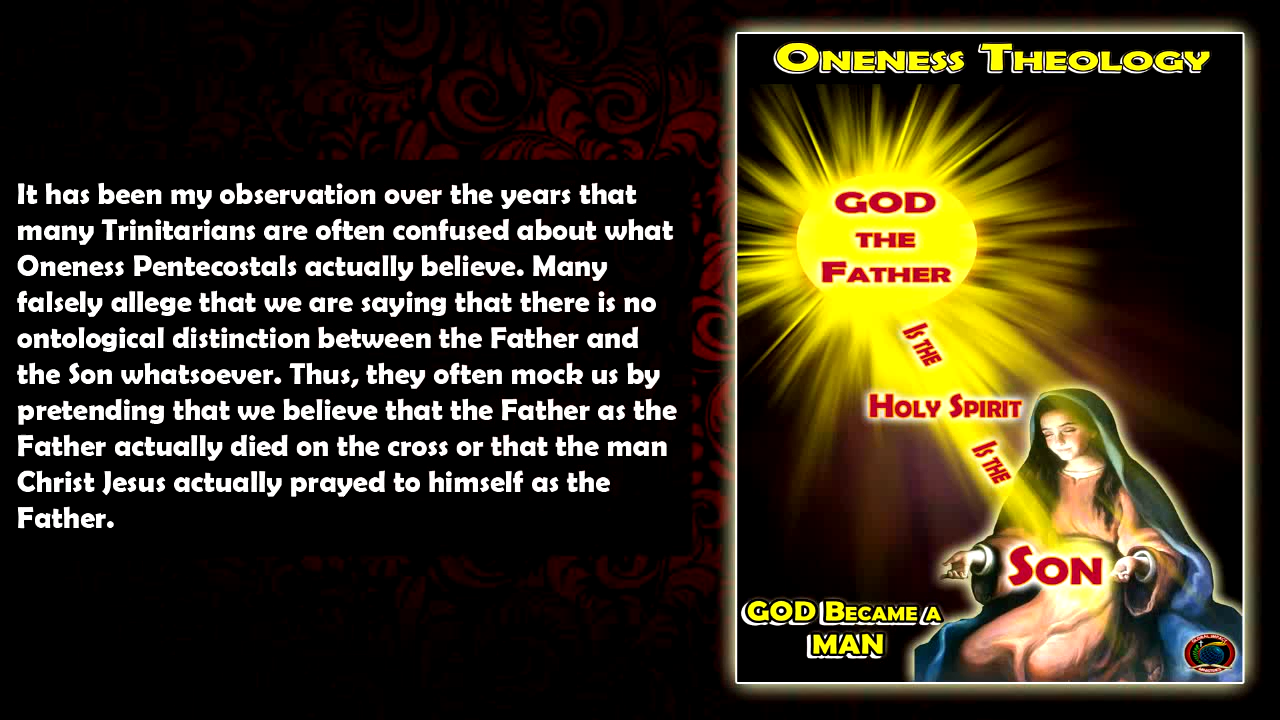 It has been my observation over the years that
many Trinitarians are often confused about what
Oneness Pentecostals actually believe. Many
falsely allege that we are saying that there is no
ontological distinction between the Father and
the Son whatsoever. Thus, they often mock us by
pretending that we believe that the Father as the
Father actually died on the cross or that the man
Christ Jesus actually prayed to himself as the
Father.
Oneness Theology
GOD
THE
FATHER
Is the
Holy Spirit
Is the
Son
GOD Became a
MAN
GLOBAL IMPACT
MINISTRIES